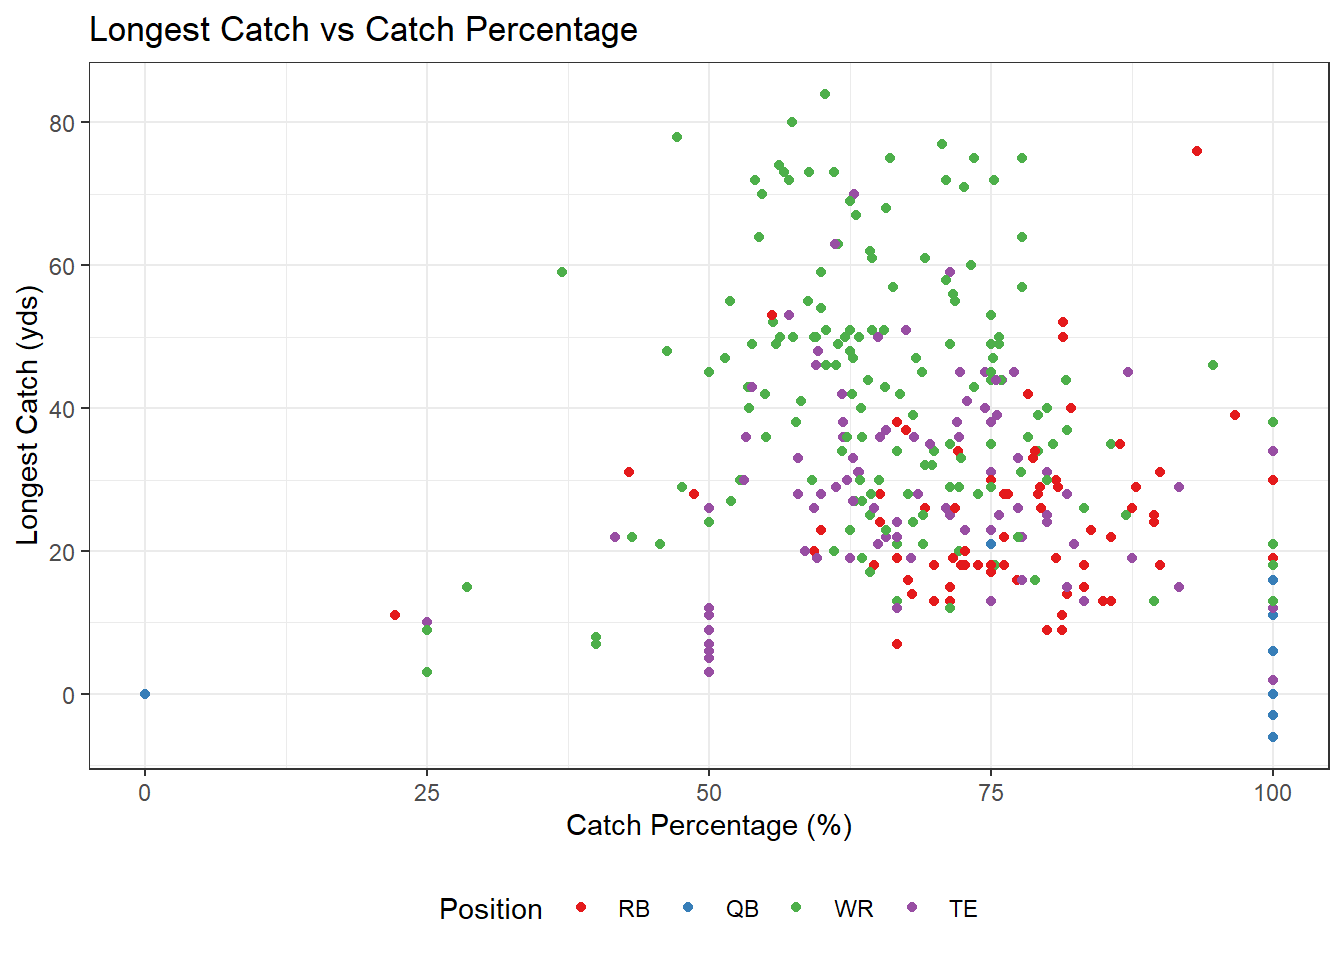 Longest Catch vs Catch Percentage
Longest Catch (yds)
80
60
40
20
0
0 25 50 75 100
Catch Percentage (%)
Position RB QB WR TE